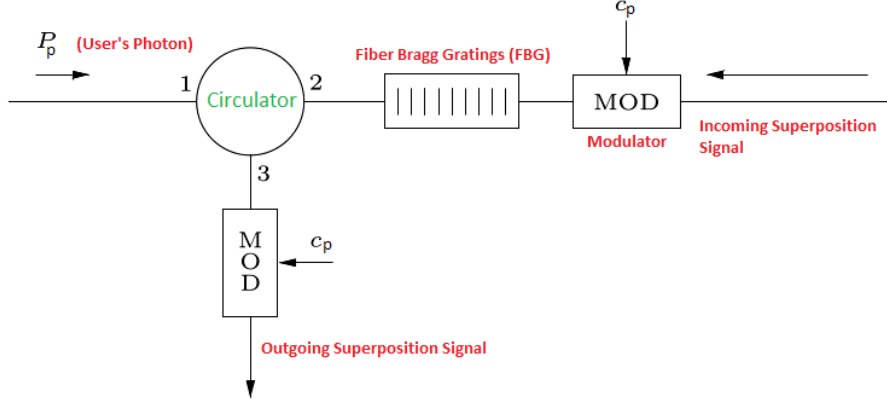 c_p
P_p (User's Photon)
Fiber Bragg Gratings (FBG)
1
Circulator
2
MOD
Modulator
Incoming Superposition
Signal
3
M
O
D
c_p
Outgoing Superposition Signal